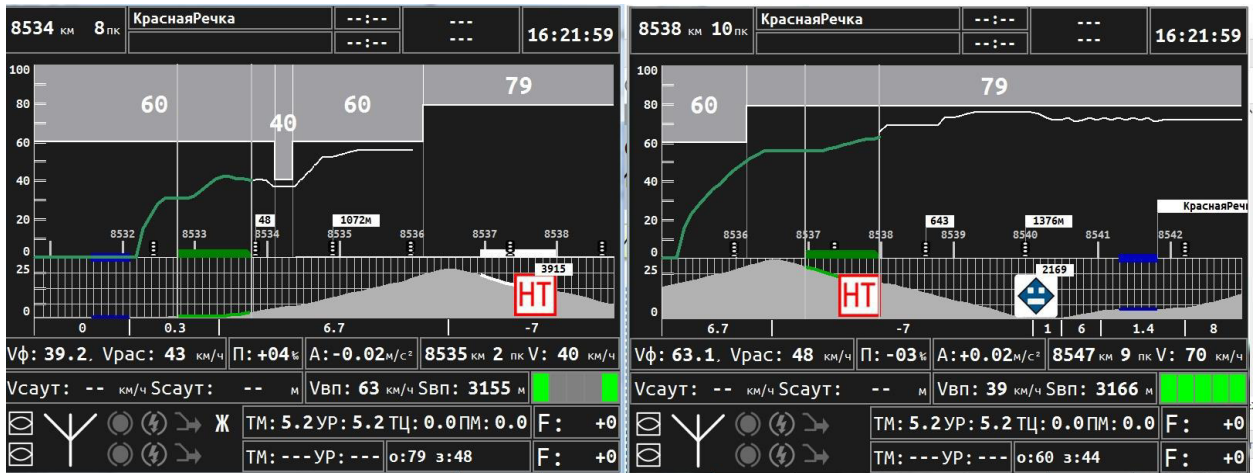 8534 км 8пк КраснаяРечка --:-- --- 16:21:59
--:-- ---
100
80
60
40
20
0
25
0
60 40 60 79
48 1072м
8532 8533 8534 8535 8536 8537 8538
3915
НТ
0 0.3 6.7 -7
Vф: 39.2, Vрас: 43 км/ч П:+04‰ А:-0.02м/с² 8535 км 2 пк V: 40 км/ч
Vсаут: -- км/ч Sсаут: -- м Vвп: 63 км/ч Sвп: 3155 м
Ж ТМ: 5.2 УР: 5.2 ТЦ: 0.0 ПМ: 0.0 F: +0
ТМ: --- УР: --- о:79 з:48 F: +0
8538 км 10пк КраснаяРечка --:-- --- 16:21:59
--:-- ---
100
80
60
40
20
0
25
0
60 79
КраснаяРечк
643 1376м
8536 8537 8538 8539 8540 8541 8542
2169
НТ
6.7 -7 1 6 1.4 8
Vф: 63.1, Vрас: 48 км/ч П:-03‰ А:+0.02м/с² 8547 км 9 пк V: 70 км/ч
Vсаут: -- км/ч Sсаут: -- м Vвп: 39 км/ч Sвп: 3166 м
ТМ: 5.2 УР: 5.2 ТЦ: 0.0 ПМ: 0.0 F: +0
ТМ: --- УР: --- о:60 з:44 F: +0